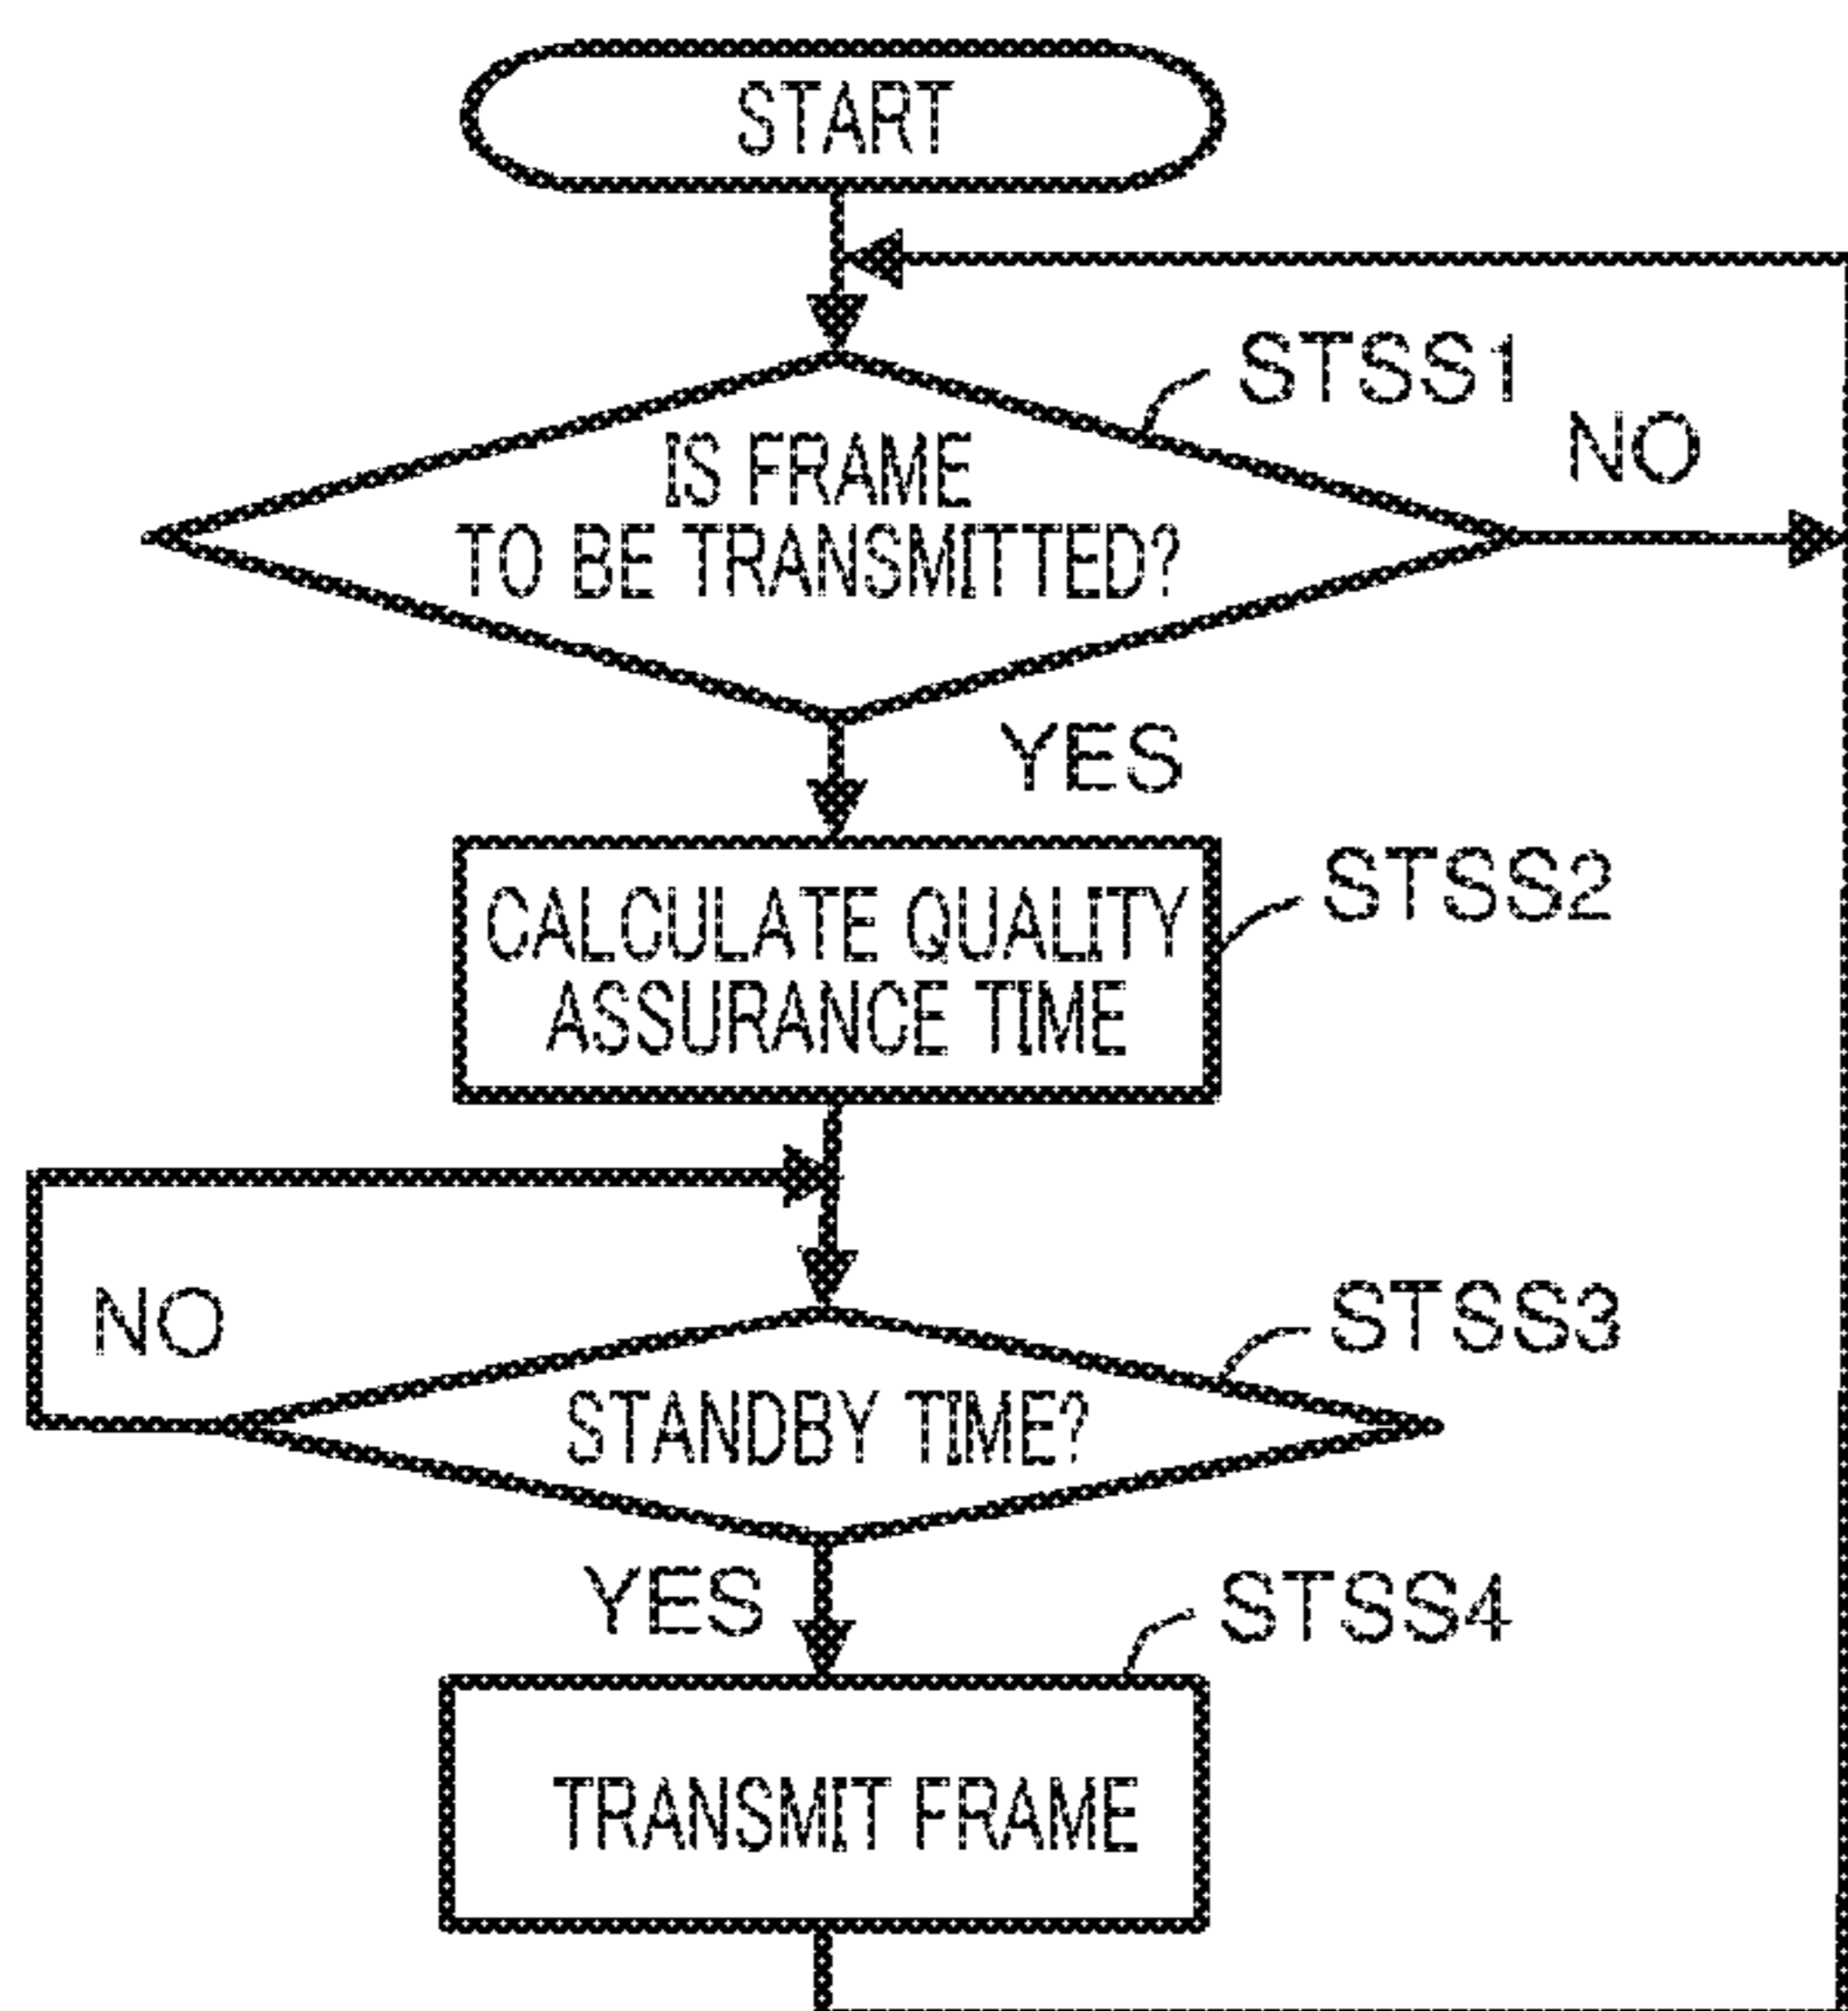 START
STSS1
IS FRAME
TO BE TRANSMITTED?
NO
YES
CALCULATE QUALITY
ASSURANCE TIME
STSS2
NO
STANDBY TIME?
STSS3
YES
STSS4
TRANSMIT FRAME